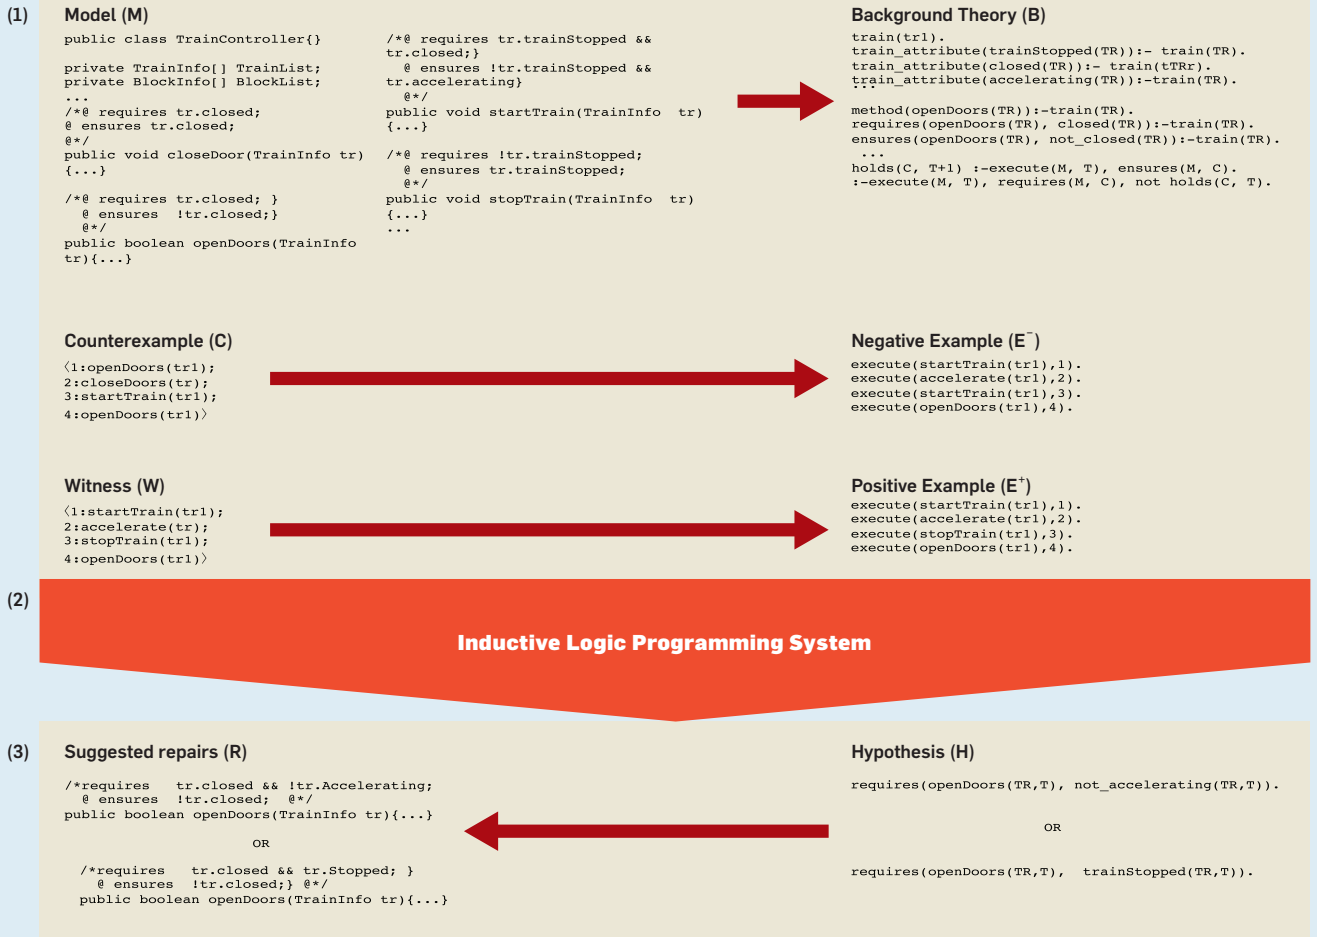 (1)
Model (M)
public class TrainController{}
private TrainInfo[] TrainList;
private BlockInfo[] BlockList;
...
/*@ requires tr.closed;
@ ensures tr.closed;
@*/
public void closeDoor(TrainInfo tr)
{...}
/*@ requires tr.closed; }
@ ensures !tr.closed;}
@*/
public boolean openDoors(TrainInfo
tr){...}
/*@ requires tr.trainStopped &&
tr.closed;}
@ ensures !tr.trainStopped &&
tr.accelerating}
@*/
public void startTrain(TrainInfo tr)
{...}
/*@ requires !tr.trainStopped;
@ ensures tr.trainStopped;
@*/
public void stopTrain(TrainInfo tr)
{...}
...
Background Theory (B)
train(tr1).
train_attribute(trainStopped(TR)):- train(TR).
train_attribute(closed(TR)):- train(tTRr).
train_attribute(accelerating(TR)):-train(TR).
...
method(openDoors(TR)):-train(TR).
requires(openDoors(TR), closed(TR)):-train(TR).
ensures(openDoors(TR), not_closed(TR)):-train(TR).
...
holds(C, T+1) :-execute(M, T), ensures(M, C).
:-execute(M, T), requires(M, C), not holds(C, T).
Counterexample (C)
〈1:openDoors(tr1);
2:closeDoors(tr);
3:startTrain(tr1);
4:openDoors(tr1)〉
Negative Example (E⁻)
execute(startTrain(tr1),1).
execute(accelerate(tr1),2).
execute(startTrain(tr1),3).
execute(openDoors(tr1),4).
Witness (W)
〈1:startTrain(tr1);
2:accelerate(tr);
3:stopTrain(tr1);
4:openDoors(tr1)〉
Positive Example (E⁺)
execute(startTrain(tr1),1).
execute(accelerate(tr1),2).
execute(stopTrain(tr1),3).
execute(openDoors(tr1),4).
(2)
Inductive Logic Programming System
(3)
Suggested repairs (R)
/*requires tr.closed && !tr.Accelerating;
@ ensures !tr.closed; @*/
public boolean openDoors(TrainInfo tr){...}
OR
/*requires tr.closed && tr.Stopped; }
@ ensures !tr.closed;} @*/
public boolean openDoors(TrainInfo tr){...}
Hypothesis (H)
requires(openDoors(TR,T), not_accelerating(TR,T)).
OR
requires(openDoors(TR,T), trainStopped(TR,T)).